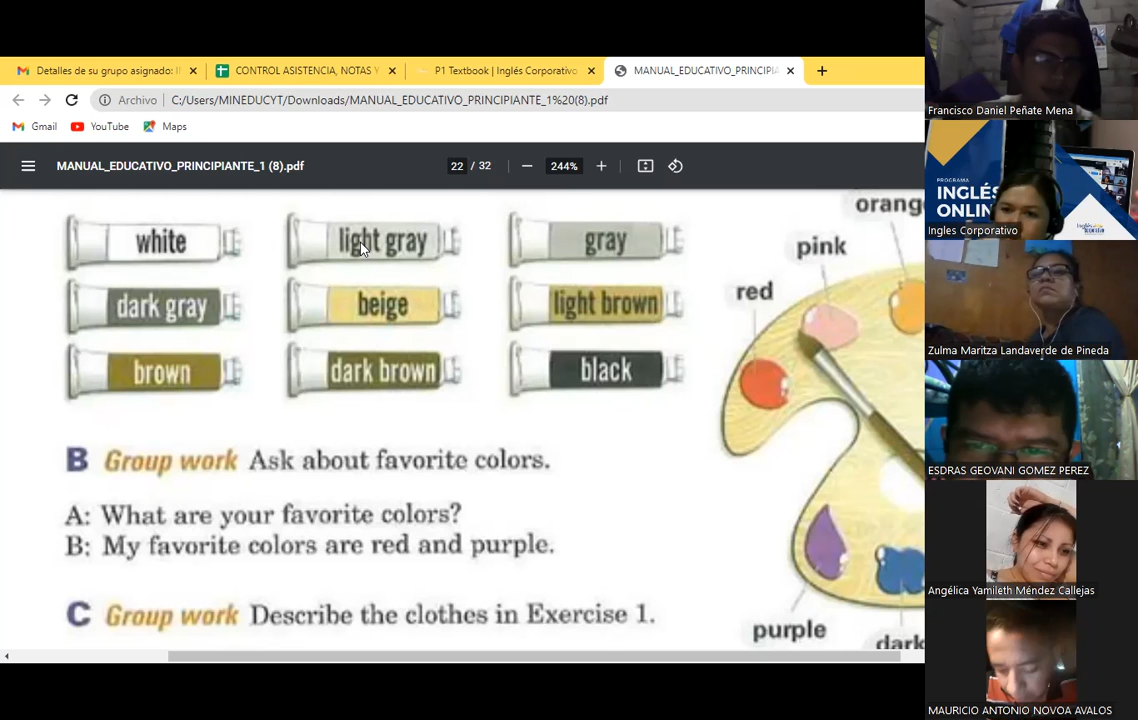 Detalles de su grupo asignado: I
CONTROL ASISTENCIA, NOTAS Y
P1 Textbook | Inglés Corporativo
MANUAL_EDUCATIVO_PRINCIPIA
Archivo
C:/Users/MINEDUCYT/Downloads/MANUAL_EDUCATIVO_PRINCIPIANTE_1%20(8).pdf
Gmail
YouTube
Maps
MANUAL_EDUCATIVO_PRINCIPIANTE_1 (8).pdf
22 / 32
244%
white
light gray
gray
dark gray
beige
light brown
brown
dark brown
black
orang
pink
red
purple
dark
B Group work Ask about favorite colors.
A: What are your favorite colors?
B: My favorite colors are red and purple.
C Group work Describe the clothes in Exercise 1.
Francisco Daniel Peñate Mena
PROGRAMA
INGLÉS
ONLIN
Ingles Corporativo
Zulma Maritza Landaverde de Pineda
ESDRAS GEOVANI GOMEZ PEREZ
Angélica Yamileth Méndez Callejas
MAURICIO ANTONIO NOVOA AVALOS